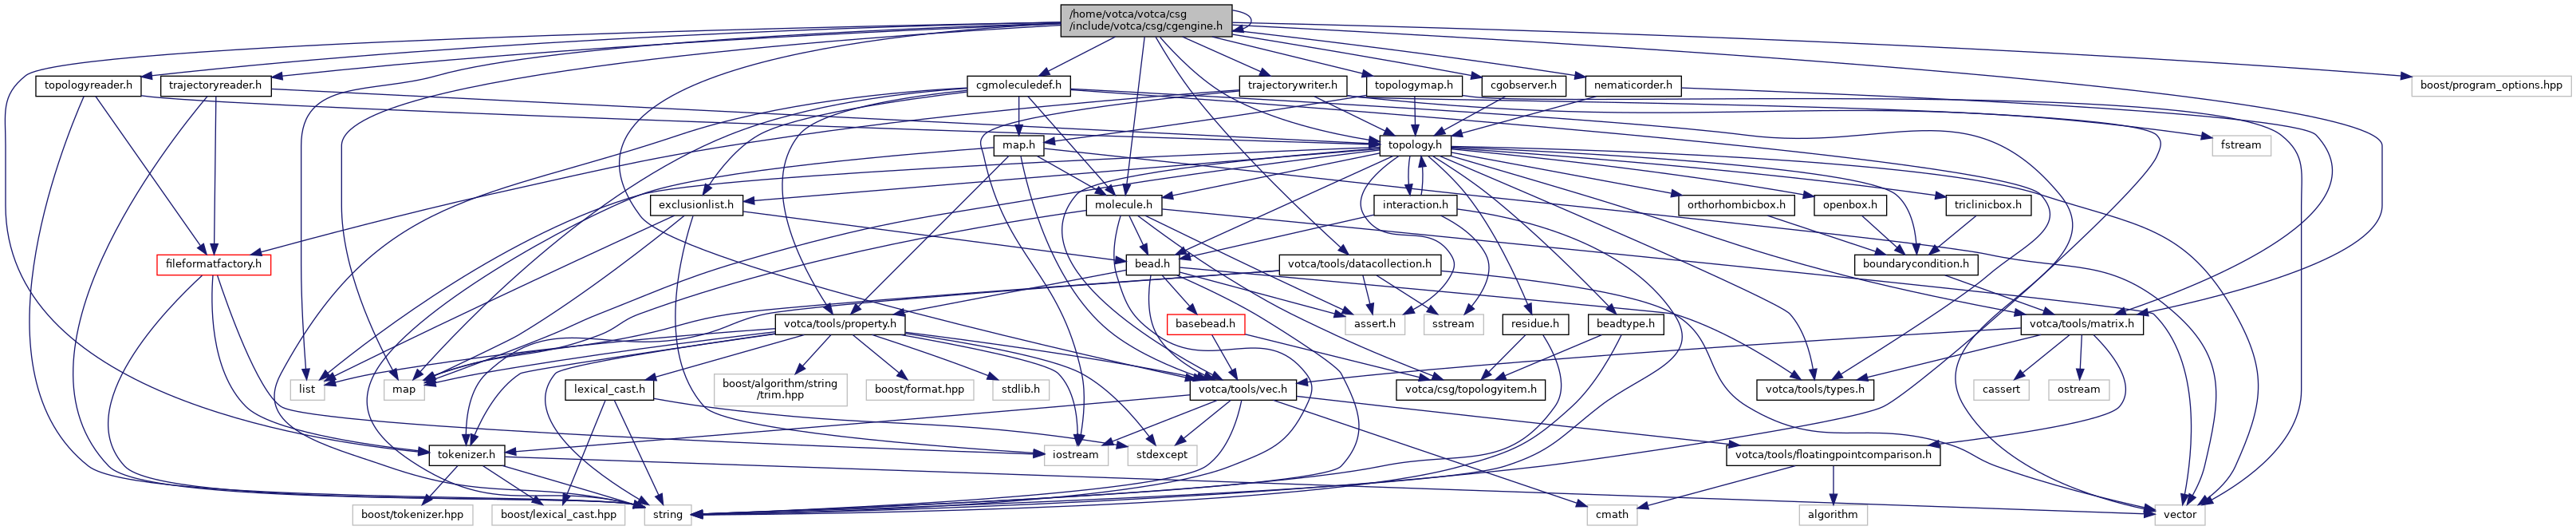 /home/votca/votca/csg
/include/votca/csg/cgengine.h
topologyreader.h
trajectoryreader.h
cgmoleculedef.h
trajectorywriter.h
topologymap.h
cgobserver.h
nematicorder.h
boost/program_options.hpp
map.h
topology.h
fstream
exclusionlist.h
molecule.h
interaction.h
orthorhombicbox.h
openbox.h
triclinicbox.h
fileformatfactory.h
bead.h
votca/tools/datacollection.h
boundarycondition.h
votca/tools/property.h
basebead.h
assert.h
sstream
residue.h
beadtype.h
votca/tools/matrix.h
list
map
lexical_cast.h
boost/algorithm/string
/trim.hpp
boost/format.hpp
stdlib.h
votca/tools/vec.h
votca/csg/topologyitem.h
votca/tools/types.h
cassert
ostream
tokenizer.h
iostream
stdexcept
votca/tools/floatingpointcomparison.h
boost/tokenizer.hpp
boost/lexical_cast.hpp
string
cmath
algorithm
vector